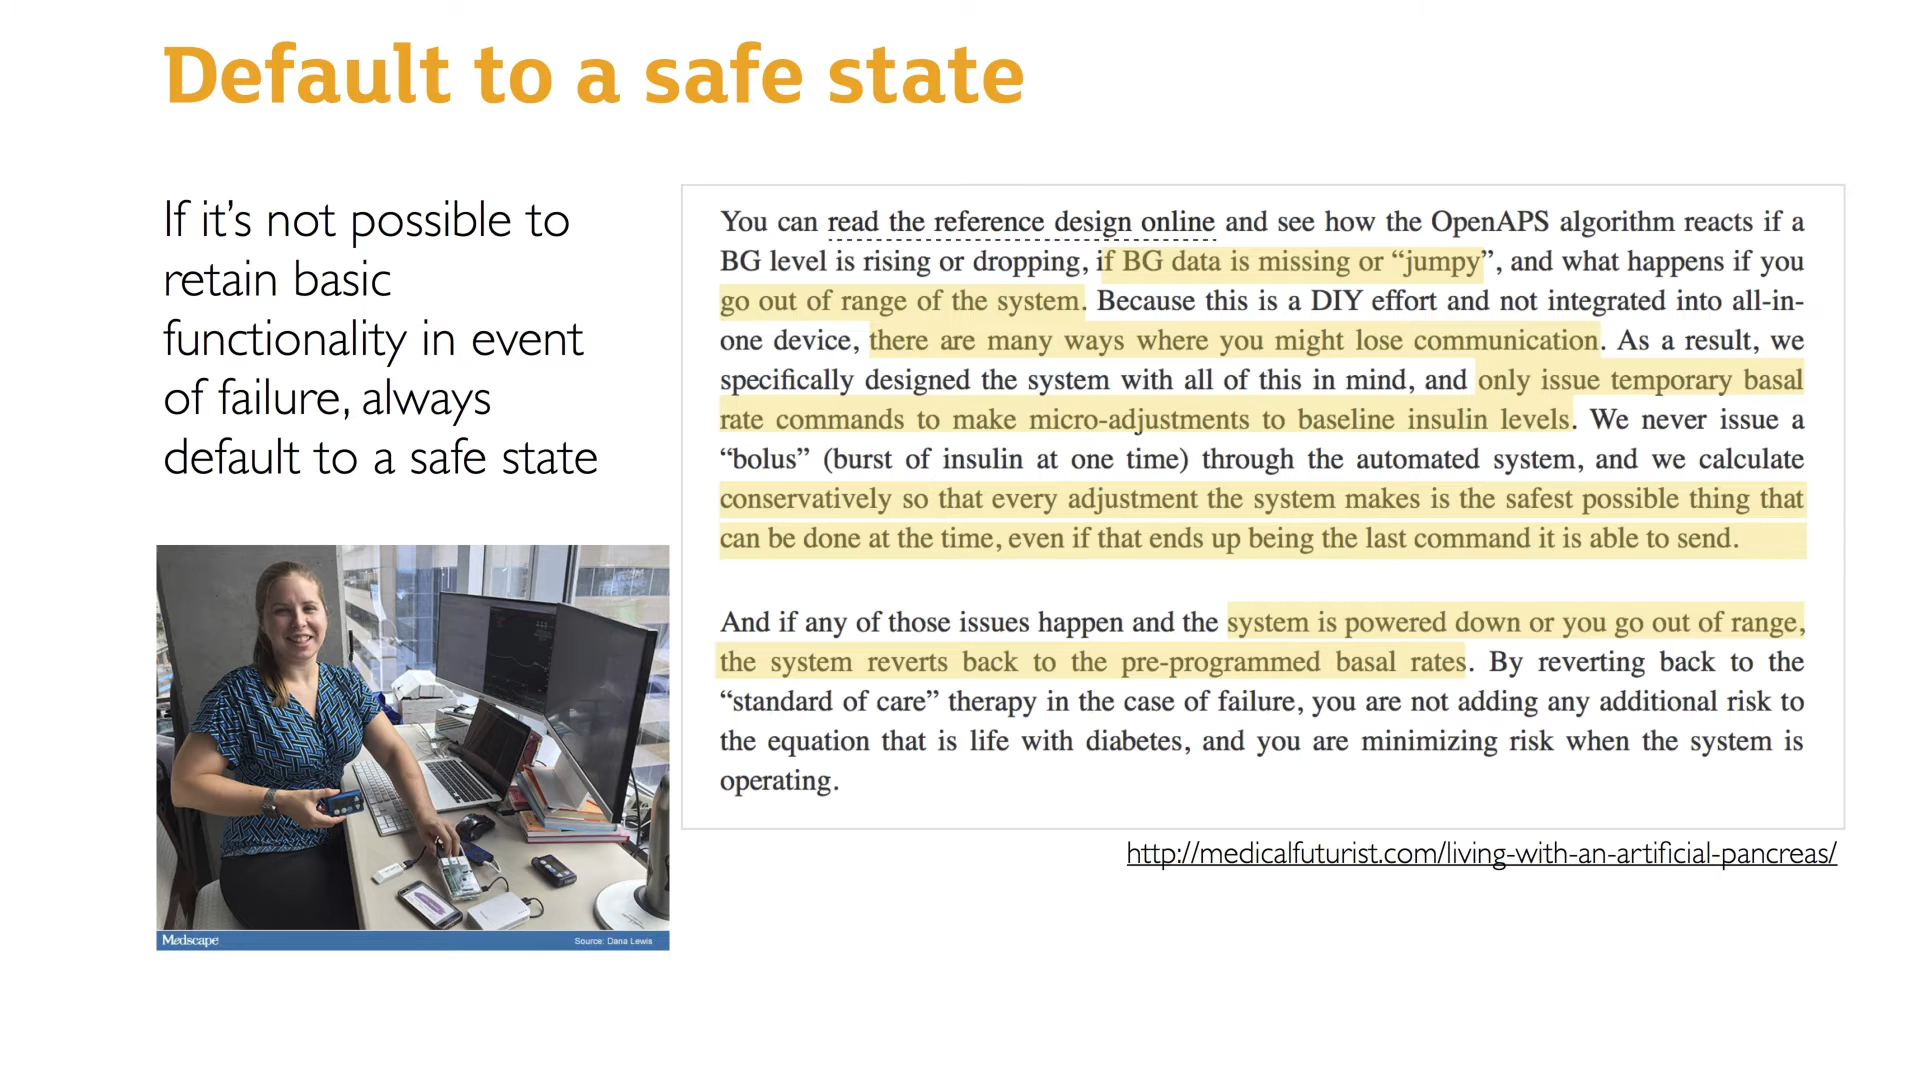 Default to a safe state
If it’s not possible to
retain basic
functionality in event
of failure, always
default to a safe state
You can read the reference design online and see how the OpenAPS algorithm reacts if a
BG level is rising or dropping, if BG data is missing or “jumpy”, and what happens if you
go out of range of the system. Because this is a DIY effort and not integrated into all-in-
one device, there are many ways where you might lose communication. As a result, we
specifically designed the system with all of this in mind, and only issue temporary basal
rate commands to make micro-adjustments to baseline insulin levels. We never issue a
“bolus” (burst of insulin at one time) through the automated system, and we calculate
conservatively so that every adjustment the system makes is the safest possible thing that
can be done at the time, even if that ends up being the last command it is able to send.
And if any of those issues happen and the system is powered down or you go out of range,
the system reverts back to the pre-programmed basal rates. By reverting back to the
“standard of care” therapy in the case of failure, you are not adding any additional risk to
the equation that is life with diabetes, and you are minimizing risk when the system is
operating.
http://medicalfuturist.com/living-with-an-artificial-pancreas/
Medscape
Source: Dana Lewis